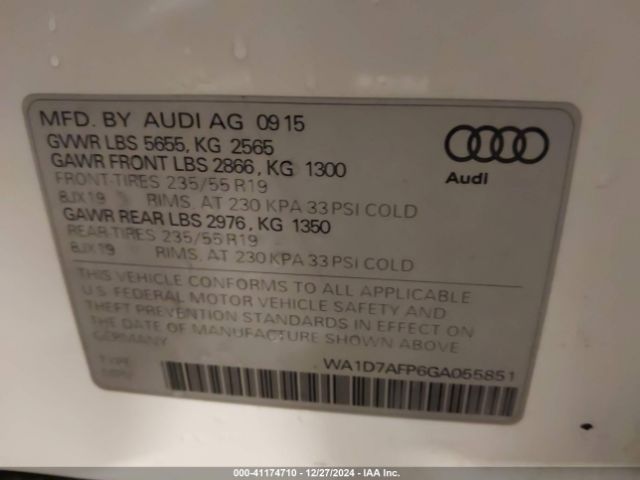 MFD. BY AUDI AG 09 15
GVWR LBS 5655, KG 2565
GAWR FRONT LBS 2866, KG 1300
FRONT-TIRES 235/55 R19
8JX19 RIMS, AT 230 KPA 33 PSI COLD
GAWR REAR LBS 2976, KG 1350
REAR-TIRES 235/55 R19
8JX19 RIMS, AT 230 KPA 33 PSI COLD
Audi
THIS VEHICLE CONFORMS TO ALL APPLICABLE
U.S FEDERAL MOTOR VEHICLE SAFETY AND
THEFT PREVENTION STANDARDS IN EFFECT ON
THE DATE OF MANUFACTURE SHOWN ABOVE.
GERMANY
TYPE:
MPV
WA1D7AFP6GA055851
000-41174710 - 12/27/2024 - IAA Inc.